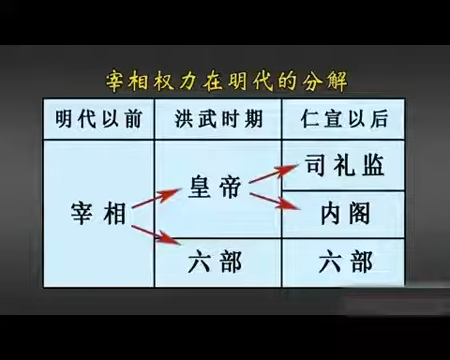 宰相权力在明代的分解
明代以前 洪武时期 仁宣以后
司礼监
皇帝
宰相 内阁
六部 六部